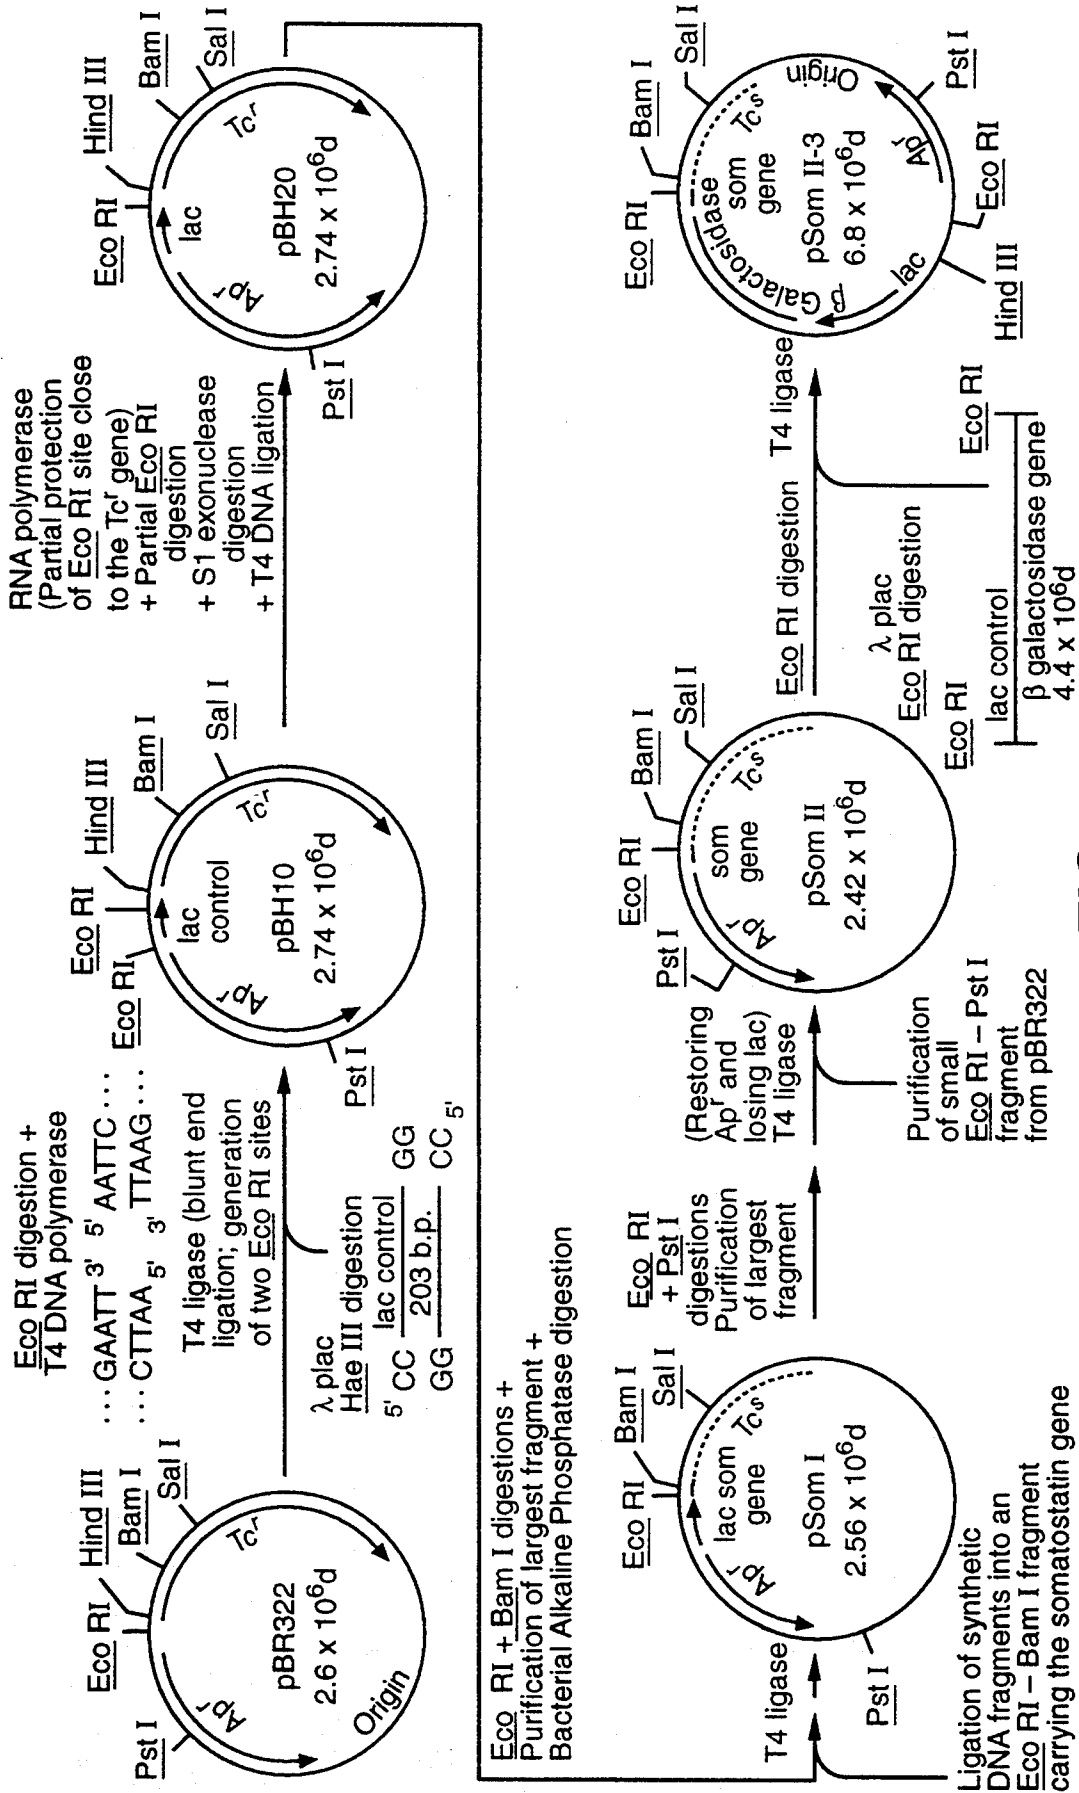 Eco RI digestion +
T4 DNA polymerase
...GAATT 3' 5' AATTC...
...CTTAA 5' 3' TTAAG...
T4 ligase (blunt end
ligation; generation
of two Eco RI sites
λ plac
Hae III digestion
5' CC lac control GG
GG 203 b.p. CC 5'
Pst I
Eco RI
Hind III
Bam I
Sal I
Apr
Tcr
pBR322
2.6 x 106d
Origin
Eco RI
Eco RI
Hind III
Bam I
Sal I
lac
control
Apr
Tcr
pBH10
2.74 x 106d
Pst I
RNA polymerase
(Partial protection
of Eco RI site close
to the Tcr gene)
+ Partial Eco RI
digestion
+ S1 exonuclease
digestion
+ T4 DNA ligation
Eco RI
Hind III
Bam I
Sal I
lac
Apr
Tcr
pBH20
2.74 x 106d
Pst I
Eco RI + Bam I digestions +
Purification of largest fragment +
Bacterial Alkaline Phosphatase digestion
T4 ligase
Ligation of synthetic
DNA fragments into an
Eco RI – Bam I fragment
carrying the somatostatin gene
Eco RI
Bam I
Sal I
lac som
gene
Apr
Tcs
pSom I
2.56 x 106d
Pst I
Eco RI
+ Pst I
digestions
Purification
of largest
fragment
(Restoring
Apr and
losing lac)
T4 ligase
Purification
of small
Eco RI – Pst I
fragment
from pBR322
Pst I
Eco RI
Bam I
Sal I
som
gene
Apr
Tcs
pSom II
2.42 x 106d
Eco RI digestion
T4 ligase
λ plac
Eco RI digestion
Eco RI
Eco RI
lac control
β galactosidase gene
4.4 x 106d
Eco RI
Bam I
Sal I
β Galactosidase
som
gene
Tcs
Origin
pSom II-3
6.8 x 106d
Apr
lac
Pst I
Eco RI
Hind III